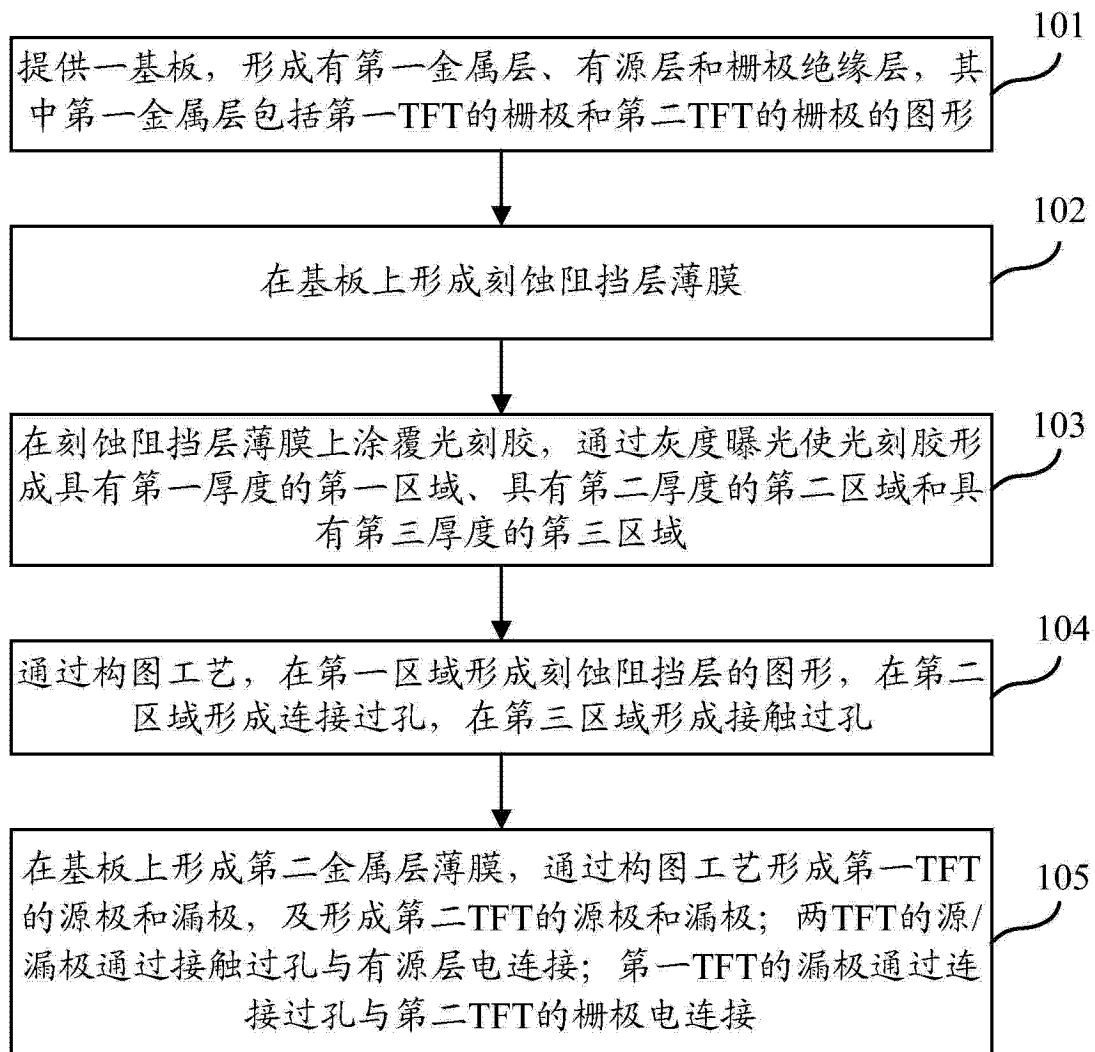 101
提供一基板，形成有第一金属层、有源层和栅极绝缘层，其
中第一金属层包括第一TFT的栅极和第二TFT的栅极的图形
102
在基板上形成刻蚀阻挡层薄膜
103
在刻蚀阻挡层薄膜上涂覆光刻胶，通过灰度曝光使光刻胶形
成具有第一厚度的第一区域、具有第二厚度的第二区域和具
有第三厚度的第三区域
104
通过构图工艺，在第一区域形成刻蚀阻挡层的图形，在第二
区域形成连接过孔，在第三区域形成接触过孔
105
在基板上形成第二金属层薄膜，通过构图工艺形成第一TFT
的源极和漏极，及形成第二TFT的源极和漏极；两TFT的源/
漏极通过接触过孔与有源层电连接；第一TFT的漏极通过连
接过孔与第二TFT的栅极电连接